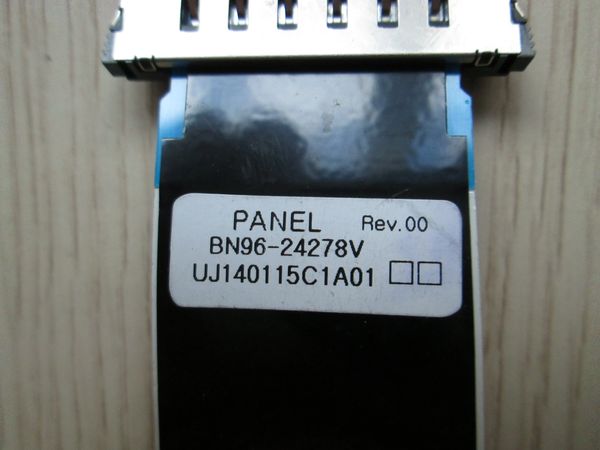 PANEL Rev.00
BN96-24278V
UJ140115C1A01 □□